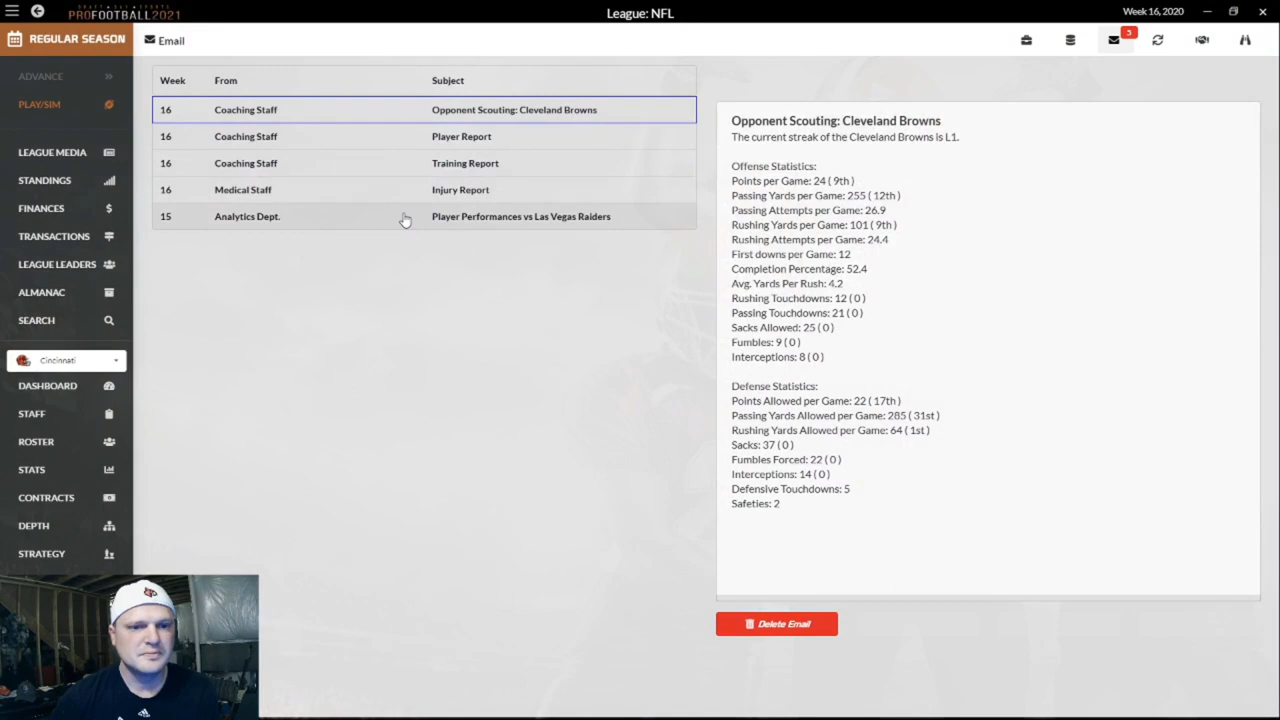 DRAFT DAY SPORTS
PROFOOTBALL2021
League: NFL
Week 16, 2020
REGULAR SEASON
Email
5
ADVANCE
PLAY/SIM
LEAGUE MEDIA
STANDINGS
FINANCES
$
TRANSACTIONS
LEAGUE LEADERS
ALMANAC
SEARCH
Cincinnati
DASHBOARD
STAFF
ROSTER
STATS
CONTRACTS
DEPTH
STRATEGY
Week From Subject
16 Coaching Staff Opponent Scouting: Cleveland Browns
16 Coaching Staff Player Report
16 Coaching Staff Training Report
16 Medical Staff Injury Report
15 Analytics Dept. Player Performances vs Las Vegas Raiders
Opponent Scouting: Cleveland Browns
The current streak of the Cleveland Browns is L1.
Offense Statistics:
Points per Game: 24 ( 9th )
Passing Yards per Game: 255 ( 12th )
Passing Attempts per Game: 26.9
Rushing Yards per Game: 101 ( 9th )
Rushing Attempts per Game: 24.4
First downs per Game: 12
Completion Percentage: 52.4
Avg. Yards Per Rush: 4.2
Rushing Touchdowns: 12 ( 0 )
Passing Touchdowns: 21 ( 0 )
Sacks Allowed: 25 ( 0 )
Fumbles: 9 ( 0 )
Interceptions: 8 ( 0 )
Defense Statistics:
Points Allowed per Game: 22 ( 17th )
Passing Yards Allowed per Game: 285 ( 31st )
Rushing Yards Allowed per Game: 64 ( 1st )
Sacks: 37 ( 0 )
Fumbles Forced: 22 ( 0 )
Interceptions: 14 ( 0 )
Defensive Touchdowns: 5
Safeties: 2
Delete Email